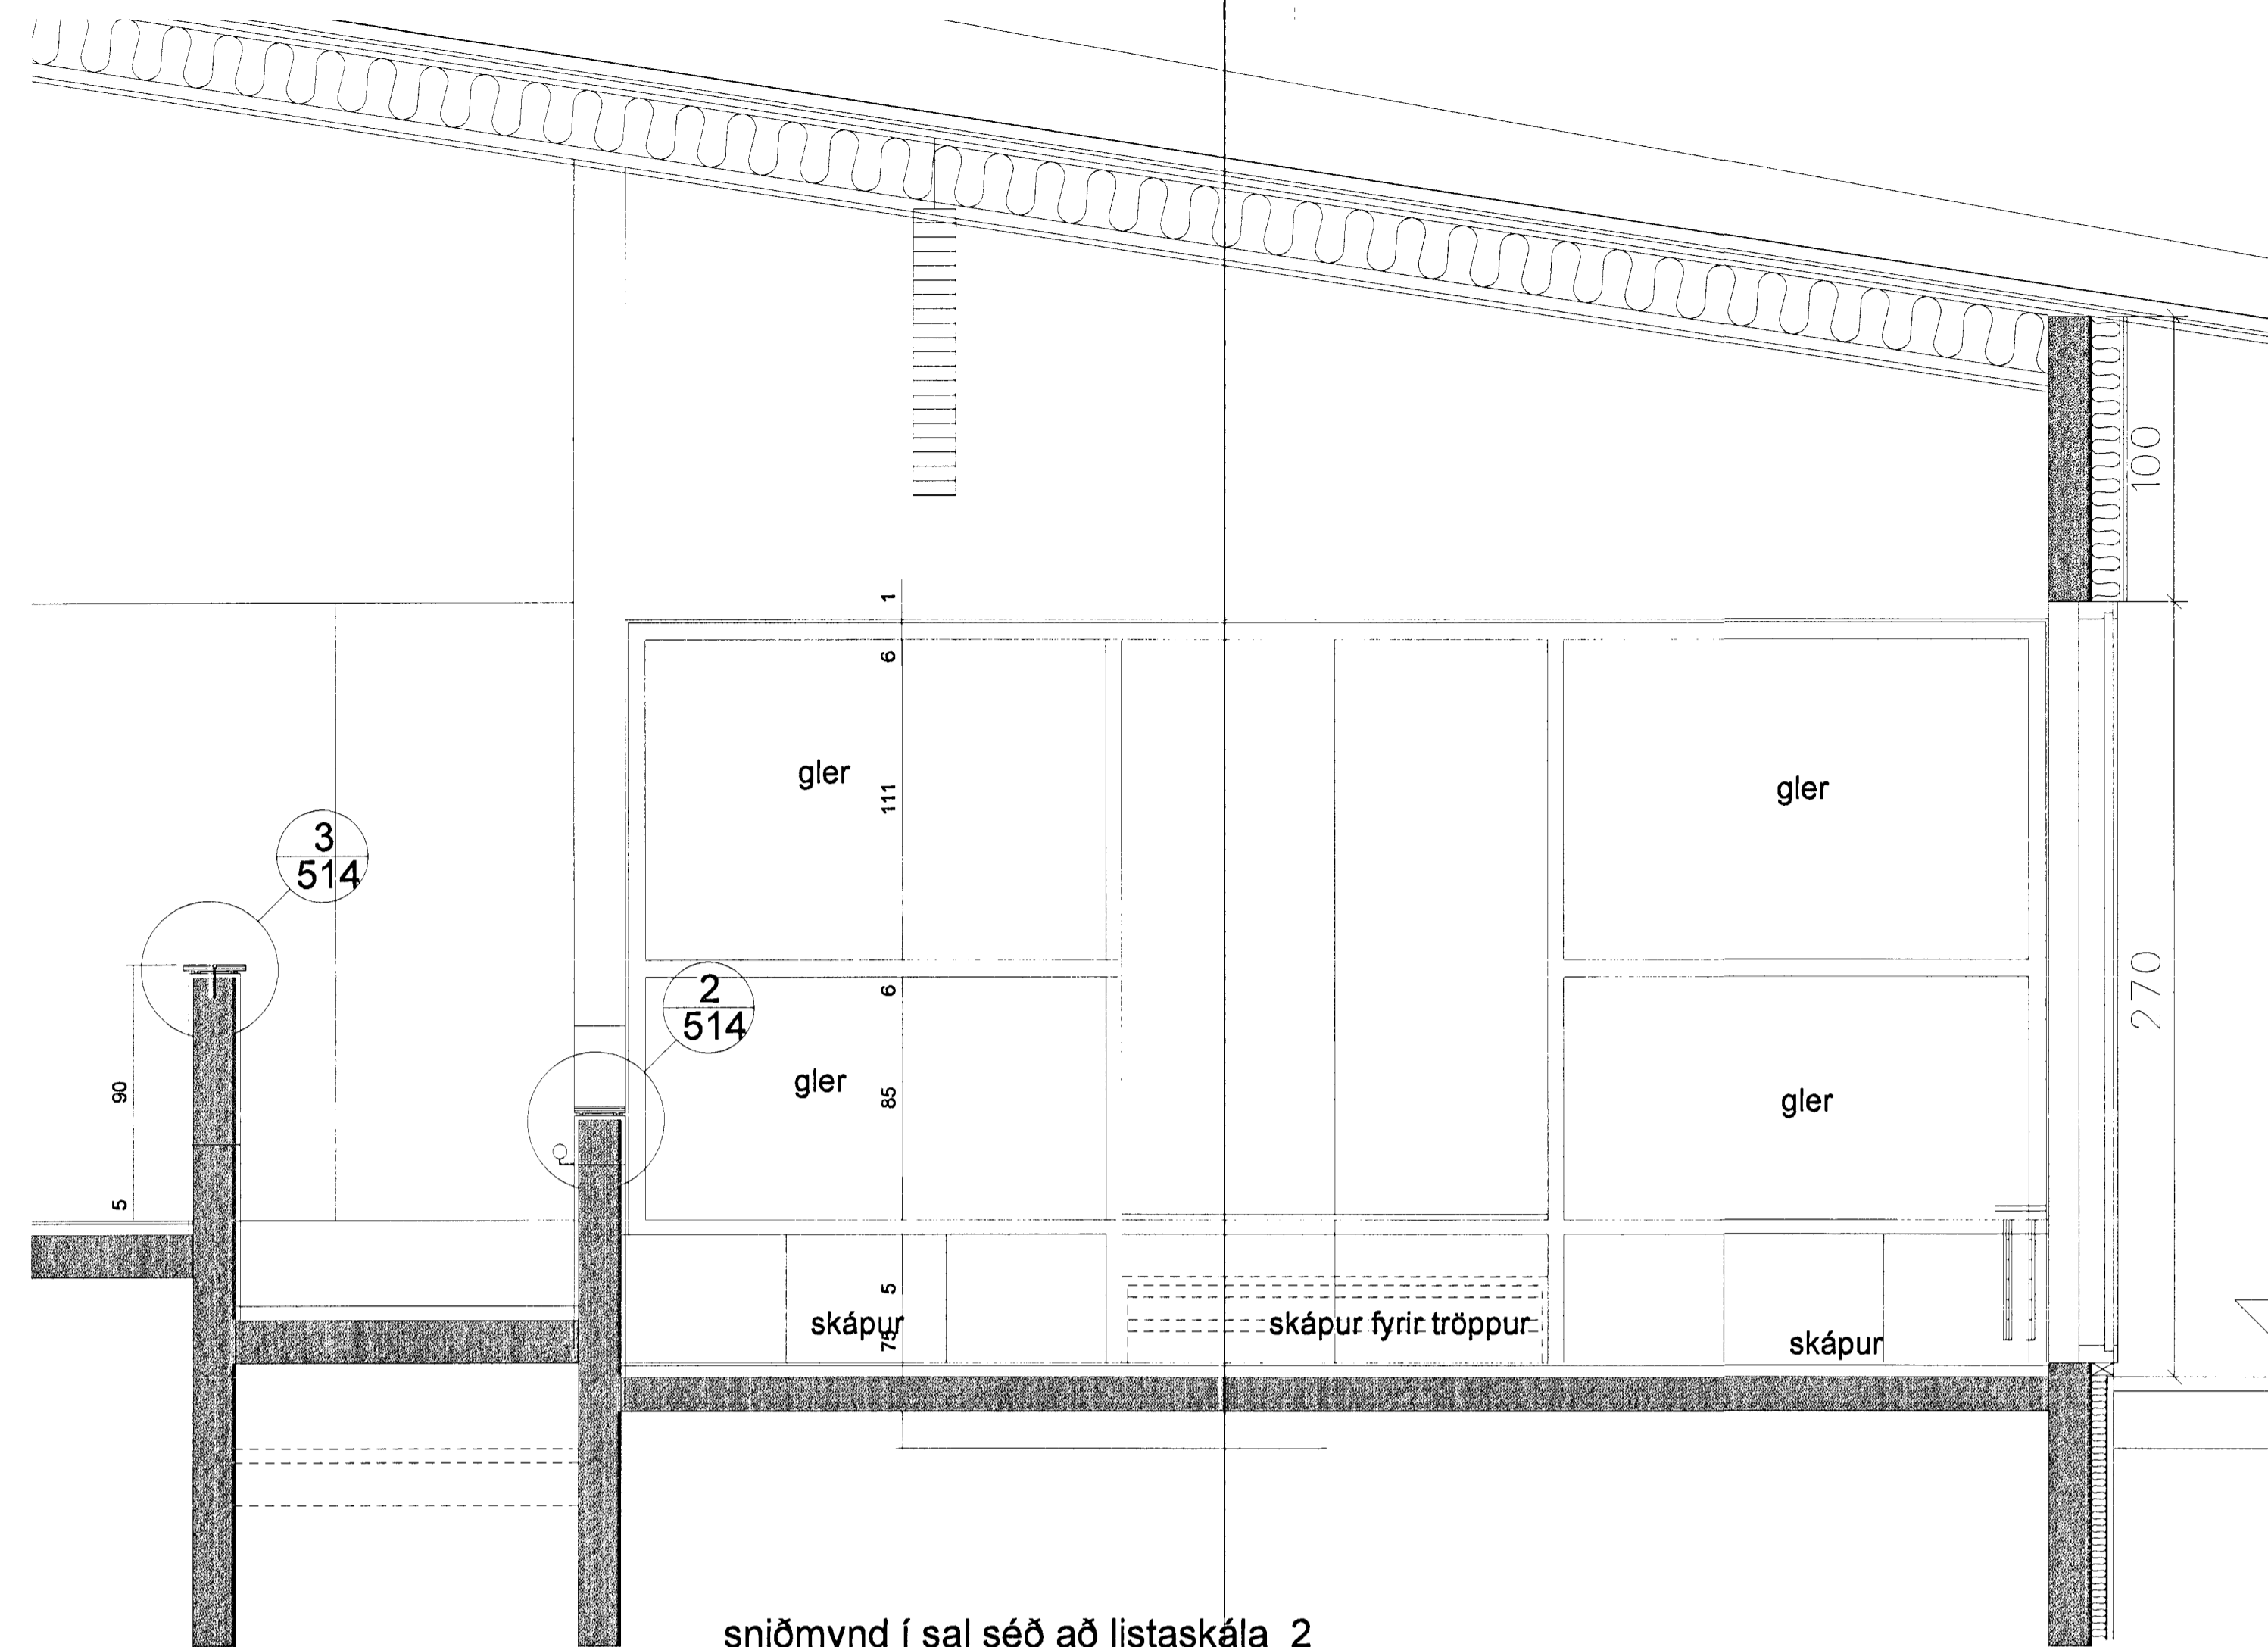 100
1
6
gler
111
gler
3
514
2
514
270
6
gler
85
gler
90
5
5
skápur
75
skápur fyrir tröppur
skápur
sniðmynd í sal séð að listaskála 2